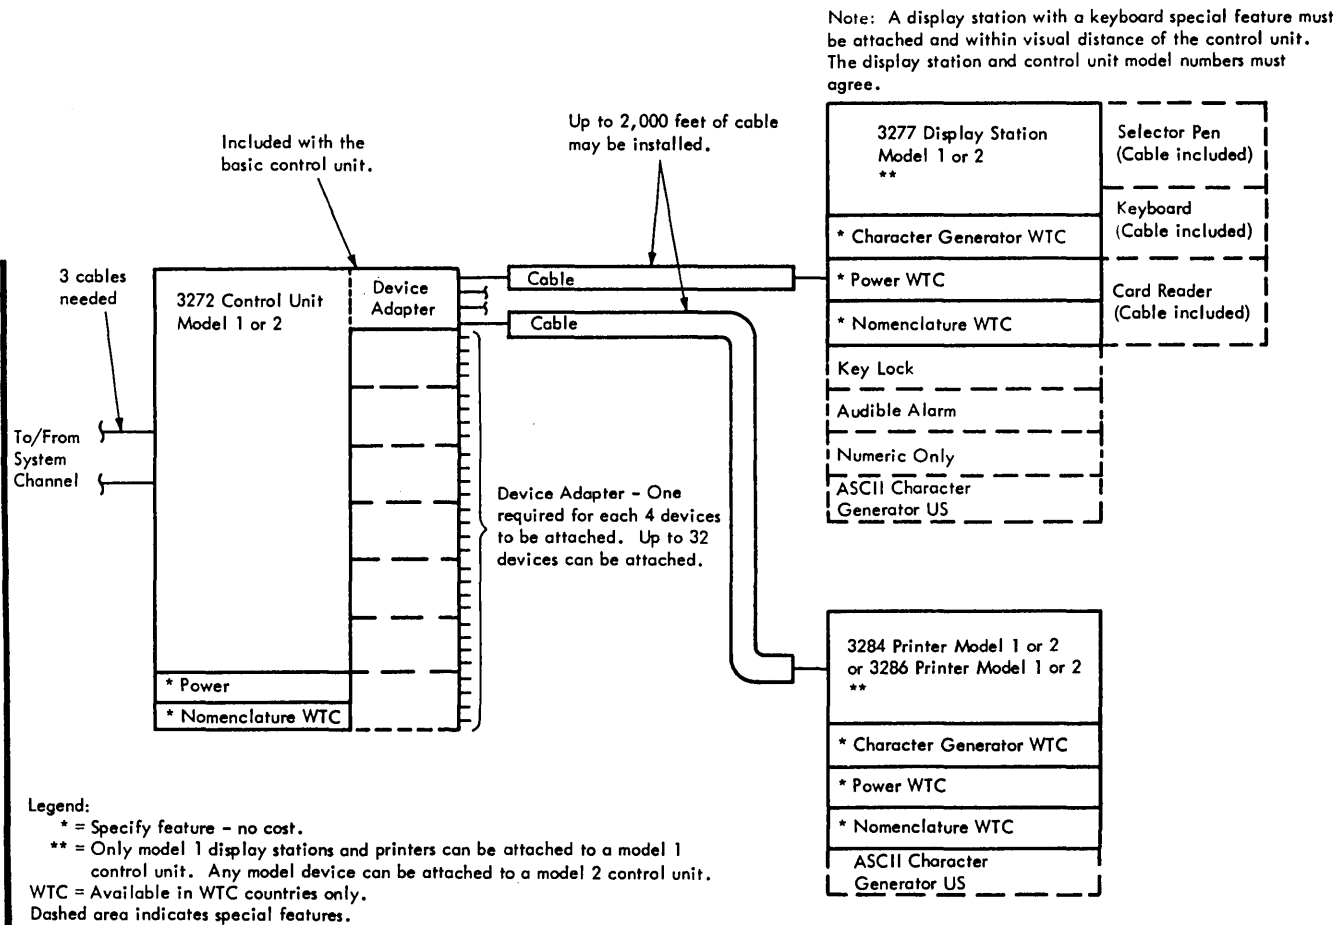 Note: A display station with a keyboard special feature must
be attached and within visual distance of the control unit.
The display station and control unit model numbers must
agree.
Included with the
basic control unit.
Up to 2,000 feet of cable
may be installed.
3277 Display Station
Model 1 or 2
**
Selector Pen
(Cable included)
Keyboard
(Cable included)
Card Reader
(Cable included)
* Character Generator WTC
* Power WTC
* Nomenclature WTC
Key Lock
Audible Alarm
Numeric Only
ASCII Character
Generator US
3 cables
needed
3272 Control Unit
Model 1 or 2
Device
Adapter
Cable
Cable
To/From
System
Channel
Device Adapter - One
required for each 4 devices
to be attached. Up to 32
devices can be attached.
* Power
* Nomenclature WTC
3284 Printer Model 1 or 2
or 3286 Printer Model 1 or 2
**
* Character Generator WTC
* Power WTC
* Nomenclature WTC
ASCII Character
Generator US
Legend:
* = Specify feature - no cost.
** = Only model 1 display stations and printers can be attached to a model 1
control unit. Any model device can be attached to a model 2 control unit.
WTC = Available in WTC countries only.
Dashed area indicates special features.